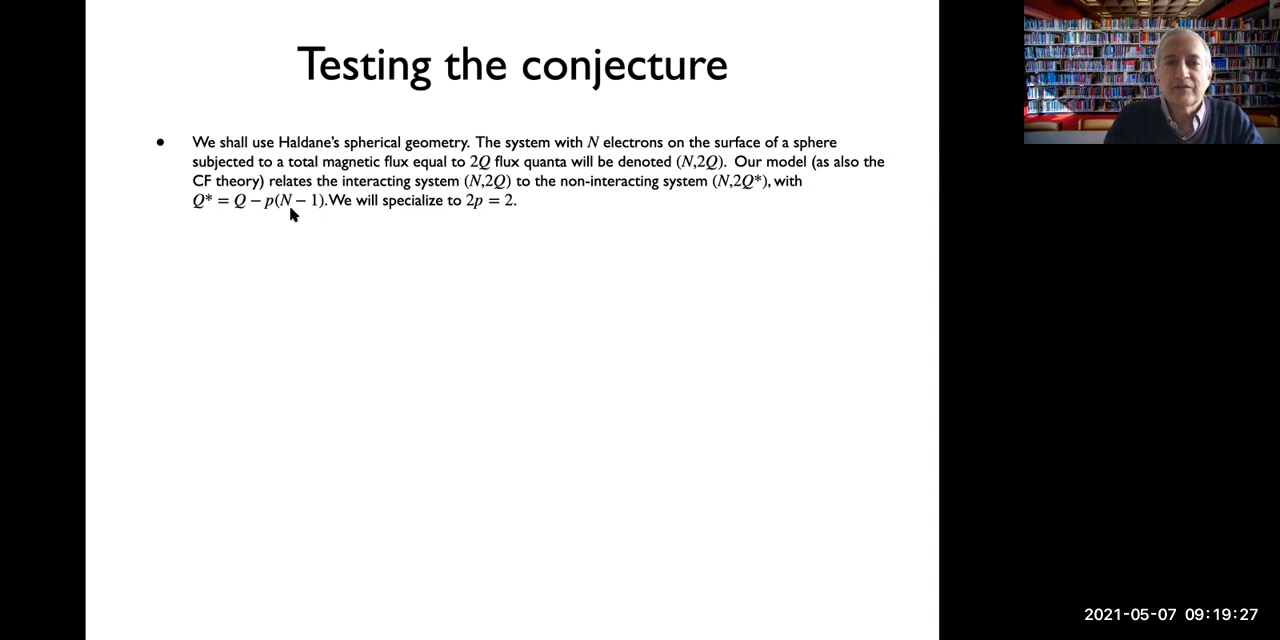 Testing the conjecture
• We shall use Haldane's spherical geometry. The system with N electrons on the surface of a sphere
subjected to a total magnetic flux equal to 2Q flux quanta will be denoted (N,2Q). Our model (as also the
CF theory) relates the interacting system (N,2Q) to the non-interacting system (N,2Q*), with
Q* = Q − p(N − 1). We will specialize to 2p = 2.
2021-05-07 09:19:27